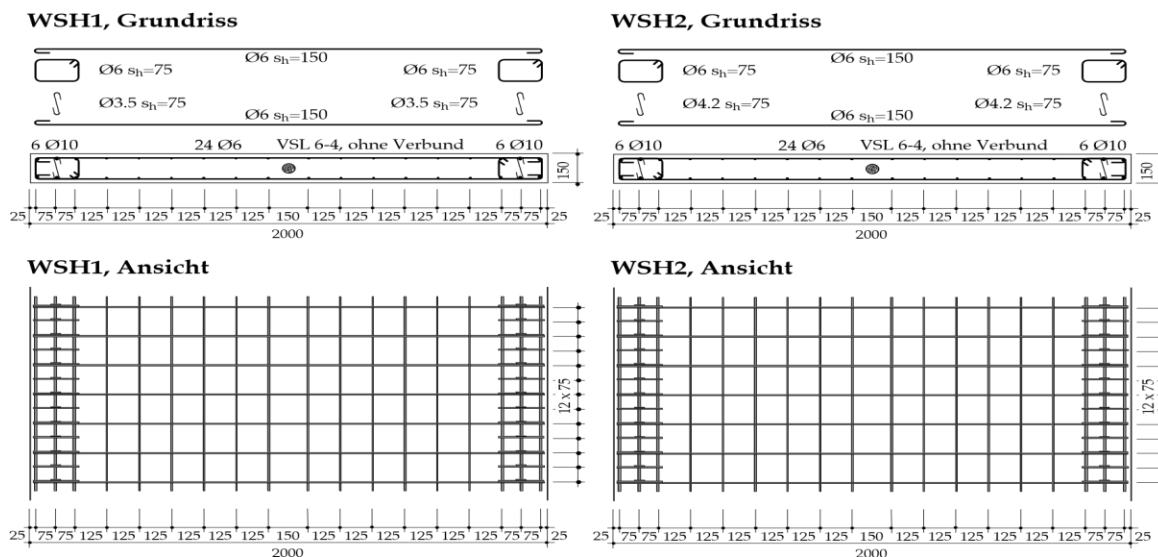 WSH1, Grundriss
Ø6 sh=150
Ø6 sh=75 Ø6 sh=75
Ø3.5 sh=75 Ø3.5 sh=75
Ø6 sh=150
6 Ø10 24 Ø6 VSL 6-4, ohne Verbund 6 Ø10
150
25 75 75 125 125 125 125 125 125 150 125 125 125 125 125 125 75 75 25
2000
WSH2, Grundriss
Ø6 sh=150
Ø6 sh=75 Ø6 sh=75
Ø4.2 sh=75 Ø4.2 sh=75
Ø6 sh=150
6 Ø10 24 Ø6 VSL 6-4, ohne Verbund 6 Ø10
150
25 75 75 125 125 125 125 125 125 150 125 125 125 125 125 125 75 75 25
2000
WSH1, Ansicht
12 x 75
25 75 75 125 125 125 125 125 125 150 125 125 125 125 125 125 75 75 25
2000
WSH2, Ansicht
12 x 75
25 75 75 125 125 125 125 125 125 150 125 125 125 125 125 125 75 75 25
2000